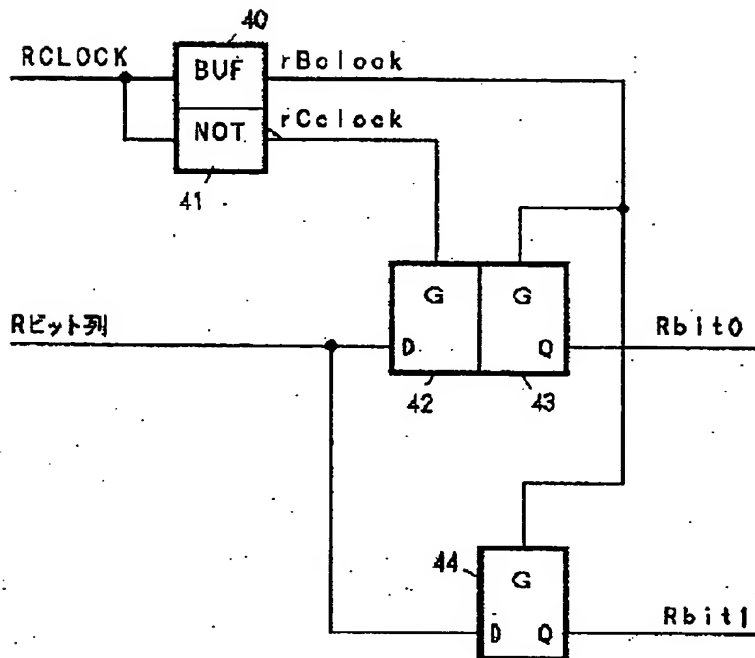 40
RCLOCK
BUF
rBclock
NOT
rCclock
41
G
G
Rビット列
D
Q
Rbit0
42
43
44
G
D
Q
Rbit1